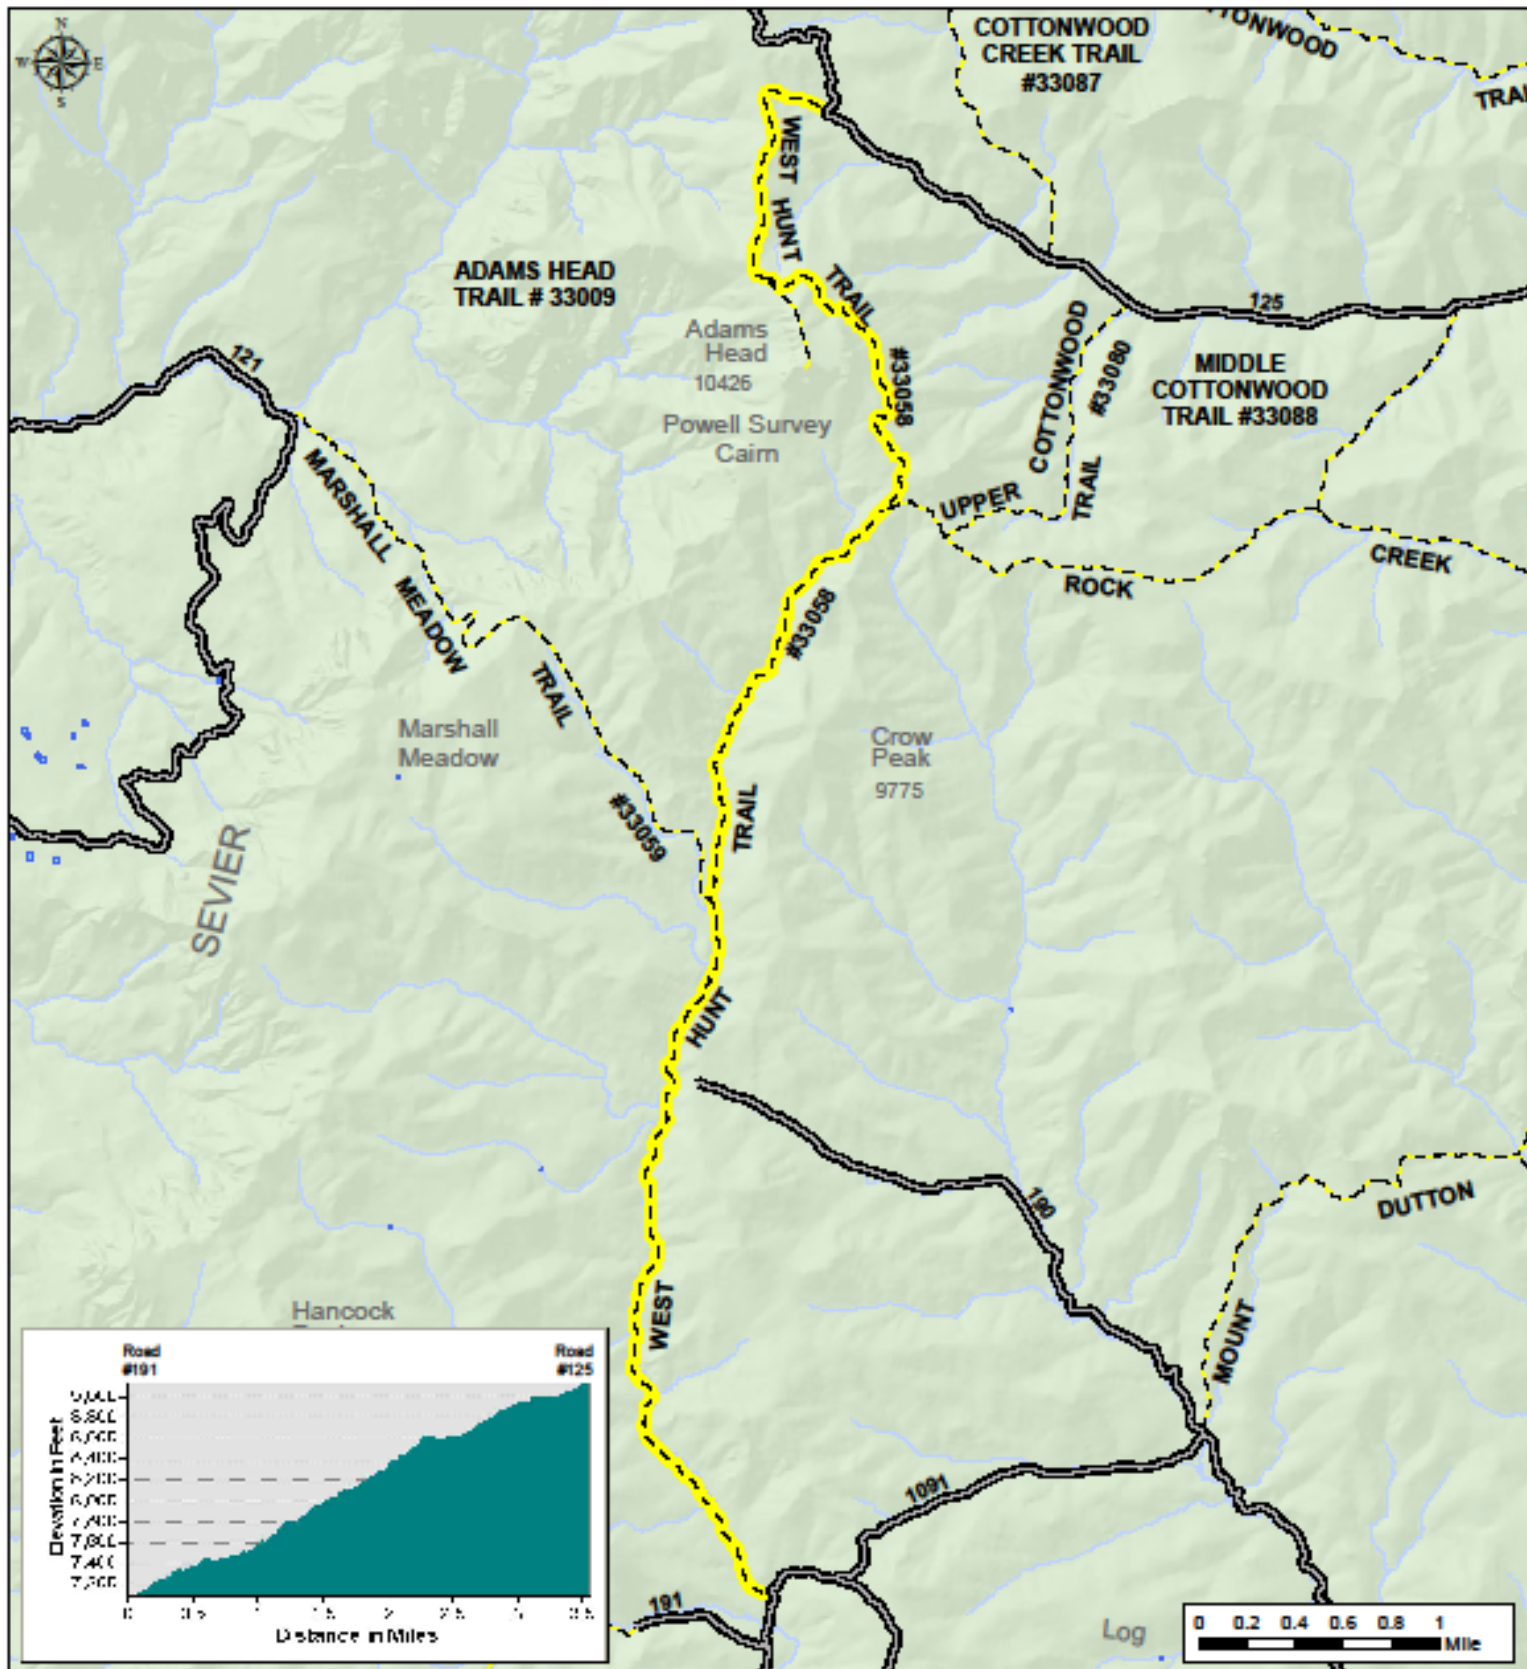 N
W E
S
COTTONWOOD
CREEK TRAIL
#33087
TONWOOD
TRAI
WEST HUNT TRAIL #33058
ADAMS HEAD
TRAIL # 33009
125
Adams
Head
10426
121
COTTONWOOD
#33080
MIDDLE
COTTONWOOD
TRAIL #33088
Powell Survey
Cairn
MARSHALL
UPPER
TRAIL
CREEK
ROCK
MEADOW
#33058
TRAIL
Marshall
Meadow
Crow
Peak
9775
#33059
TRAIL
SEVIER
HUNT
190
DUTTON
Hancock
WEST
MOUNT
Road
#191
Road
#125
Elevation in Feet
Distance in Miles
1091
191
Log
0 0.2 0.4 0.6 0.8 1
Mile